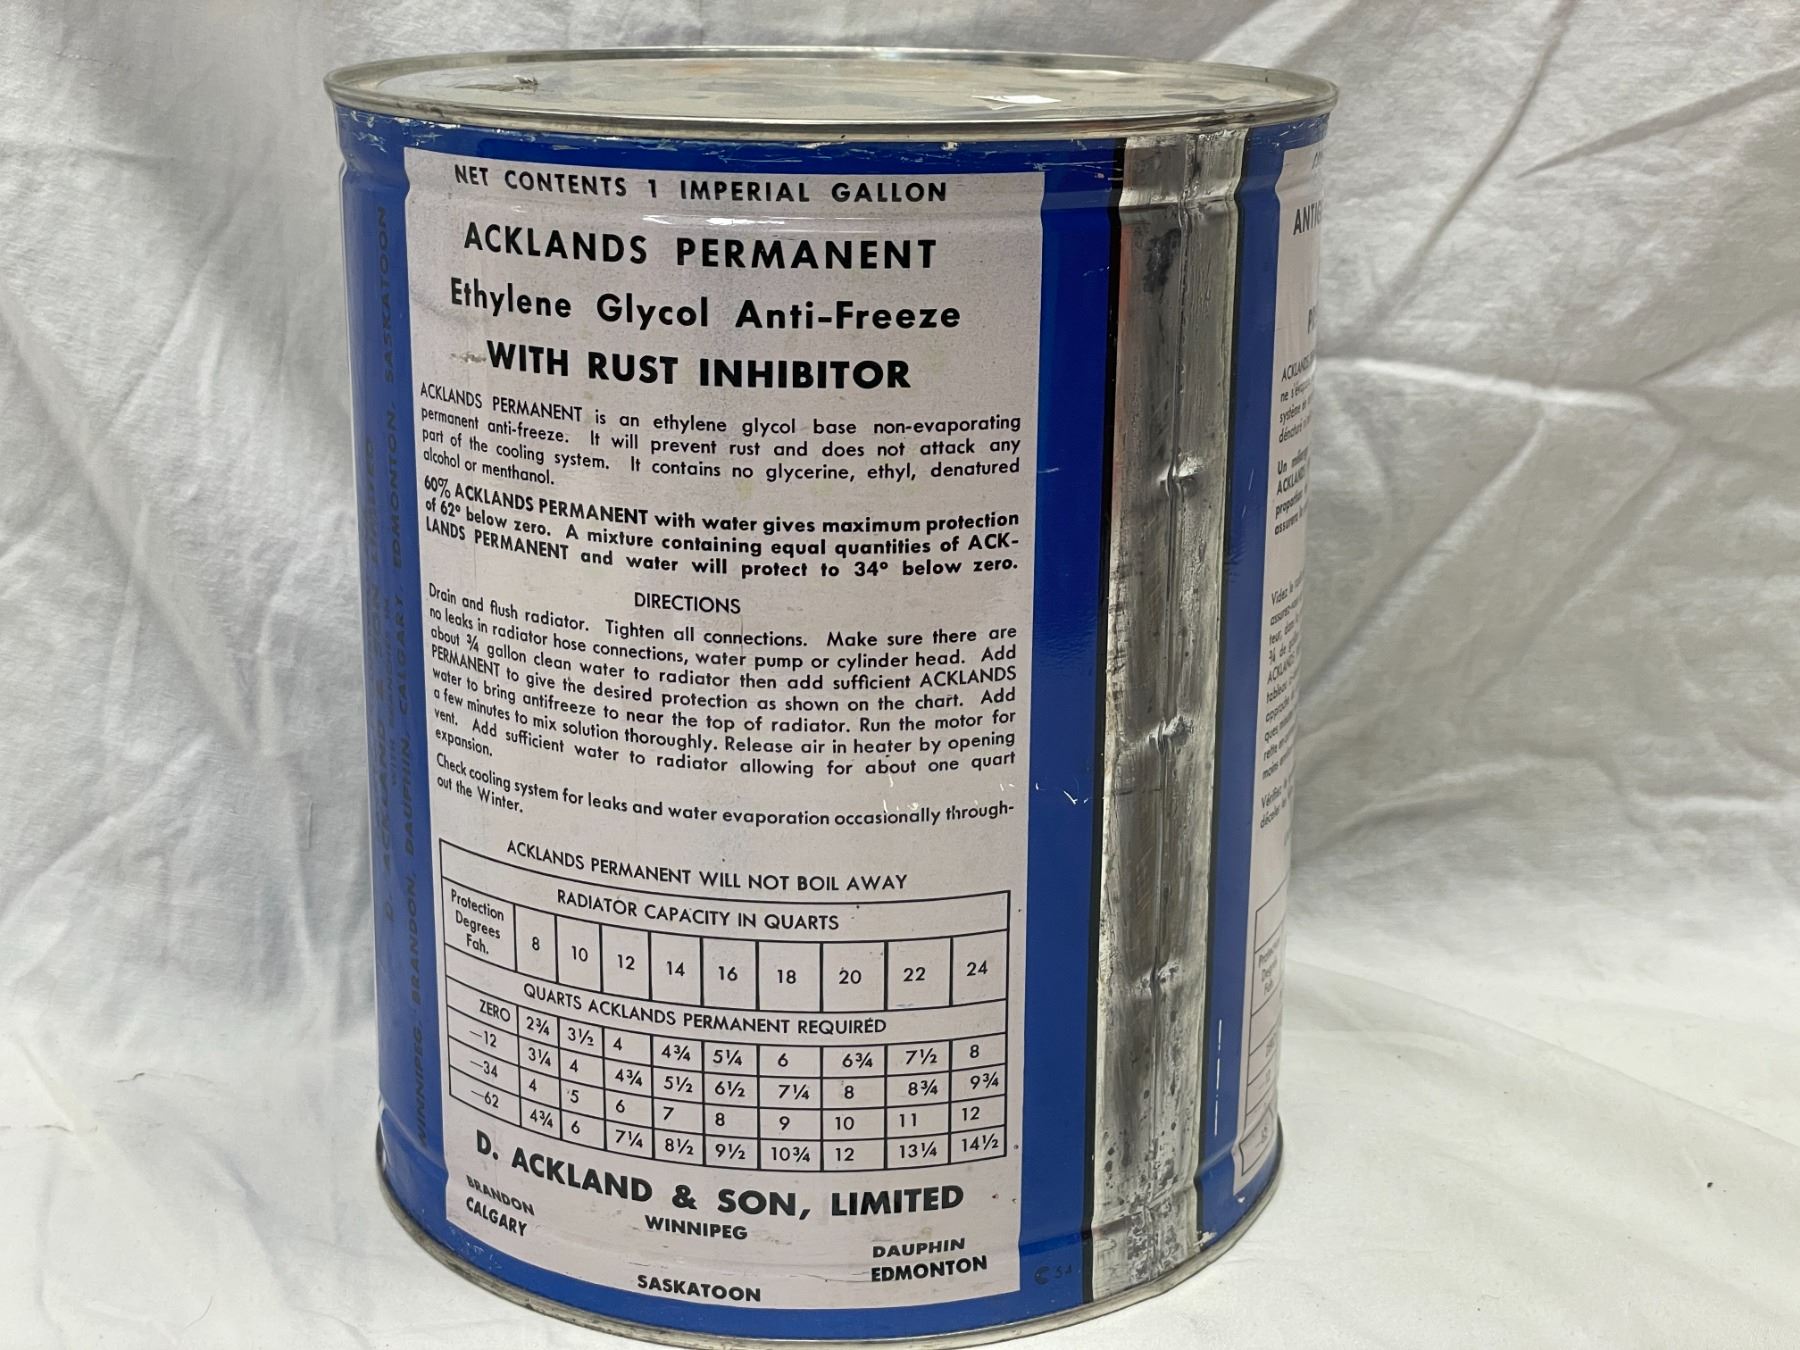 NET CONTENTS 1 IMPERIAL GALLON
ACKLANDS PERMANENT
Ethylene Glycol Anti-Freeze
WITH RUST INHIBITOR
ACKLANDS PERMANENT is an ethylene glycol base non-evaporating
permanent anti-freeze. It will prevent rust and does not attack any
part of the cooling system. It contains no glycerine, ethyl, denatured
alcohol or menthanol.
60% ACKLANDS PERMANENT with water gives maximum protection
of 62° below zero. A mixture containing equal quantities of ACK-
LANDS PERMANENT and water will protect to 34° below zero.
DIRECTIONS
Drain and flush radiator. Tighten all connections. Make sure there are
no leaks in radiator hose connections, water pump or cylinder head. Add
about ¾ gallon clean water to radiator then add sufficient ACKLANDS
PERMANENT to give the desired protection as shown on the chart. Add
water to bring antifreeze to near the top of radiator. Run the motor for
a few minutes to mix solution thoroughly. Release air in heater by opening
vent. Add sufficient water to radiator allowing for about one quart
expansion.
Check cooling system for leaks and water evaporation occasionally through-
out the Winter.
ACKLANDS PERMANENT WILL NOT BOIL AWAY
RADIATOR CAPACITY IN QUARTS
Protection
Degrees
Fah.
8 10 12 14 16 18 20 22 24
QUARTS ACKLANDS PERMANENT REQUIRED
ZERO 2¾ 3½ 4 4¾ 5¼ 6 6¾ 7½ 8
—12 3¼ 4 4¾ 5½ 6½ 7¼ 8 8¾ 9¾
—34 4 5 6 7 8 9 10 11 12
—62 4¾ 6 7¼ 8½ 9½ 10¾ 12 13¼ 14½
D. ACKLAND & SON, LIMITED
BRANDON WINNIPEG DAUPHIN
CALGARY SASKATOON EDMONTON
D. ACKLAND & SON LIMITED
WINNIPEG, BRANDON, DAUPHIN, CALGARY, EDMONTON, SASKATOON